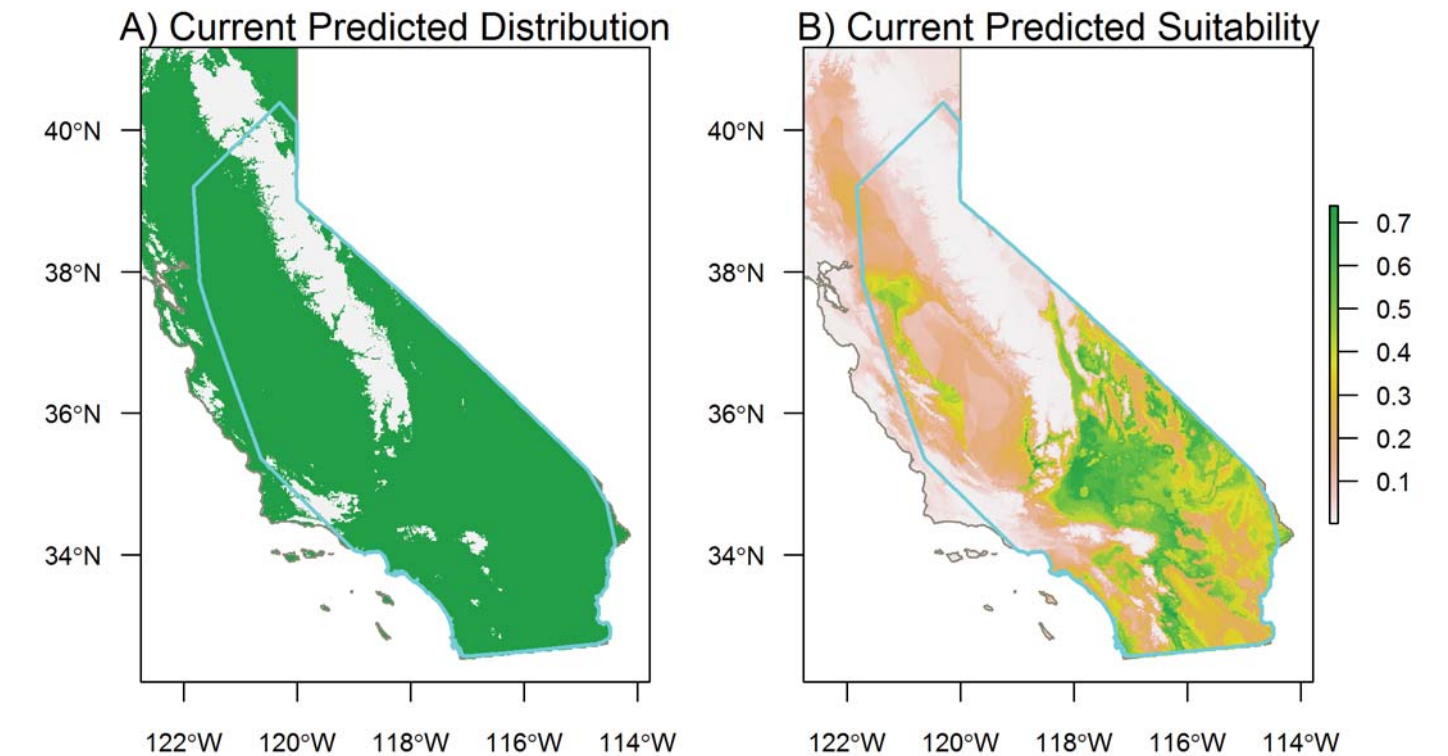 A) Current Predicted Distribution
40°N
38°N
36°N
34°N
122°W 120°W 118°W 116°W 114°W
B) Current Predicted Suitability
40°N
38°N
36°N
34°N
122°W 120°W 118°W 116°W 114°W
0.7
0.6
0.5
0.4
0.3
0.2
0.1